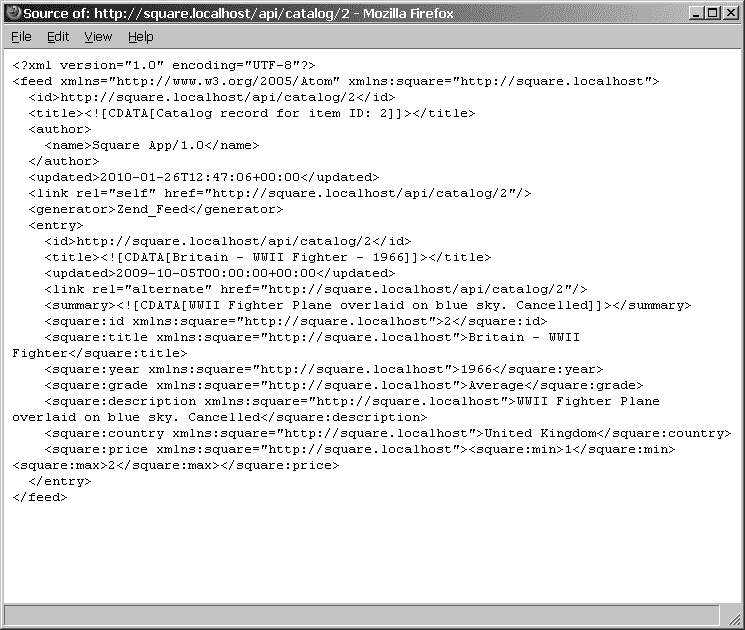 Source of: http://square.localhost/api/catalog/2 - Mozilla Firefox
File Edit View Help
<?xml version="1.0" encoding="UTF-8"?>
<feed xmlns="http://www.w3.org/2005/Atom" xmlns:square="http://square.localhost">
  <id>http://square.localhost/api/catalog/2</id>
  <title><![CDATA[Catalog record for item ID: 2]]></title>
  <author>
    <name>Square App/1.0</name>
  </author>
  <updated>2010-01-26T12:47:06+00:00</updated>
  <link rel="self" href="http://square.localhost/api/catalog/2"/>
  <generator>Zend_Feed</generator>
  <entry>
    <id>http://square.localhost/api/catalog/2</id>
    <title><![CDATA[Britain - WWII Fighter - 1966]]></title>
    <updated>2009-10-05T00:00:00+00:00</updated>
    <link rel="alternate" href="http://square.localhost/api/catalog/2"/>
    <summary><![CDATA[WWII Fighter Plane overlaid on blue sky. Cancelled]]></summary>
    <square:id xmlns:square="http://square.localhost">2</square:id>
    <square:title xmlns:square="http://square.localhost">Britain - WWII
Fighter</square:title>
    <square:year xmlns:square="http://square.localhost">1966</square:year>
    <square:grade xmlns:square="http://square.localhost">Average</square:grade>
    <square:description xmlns:square="http://square.localhost">WWII Fighter Plane
overlaid on blue sky. Cancelled</square:description>
    <square:country xmlns:square="http://square.localhost">United Kingdom</square:country>
    <square:price xmlns:square="http://square.localhost"><square:min>1</square:min>
<square:max>2</square:max></square:price>
  </entry>
</feed>